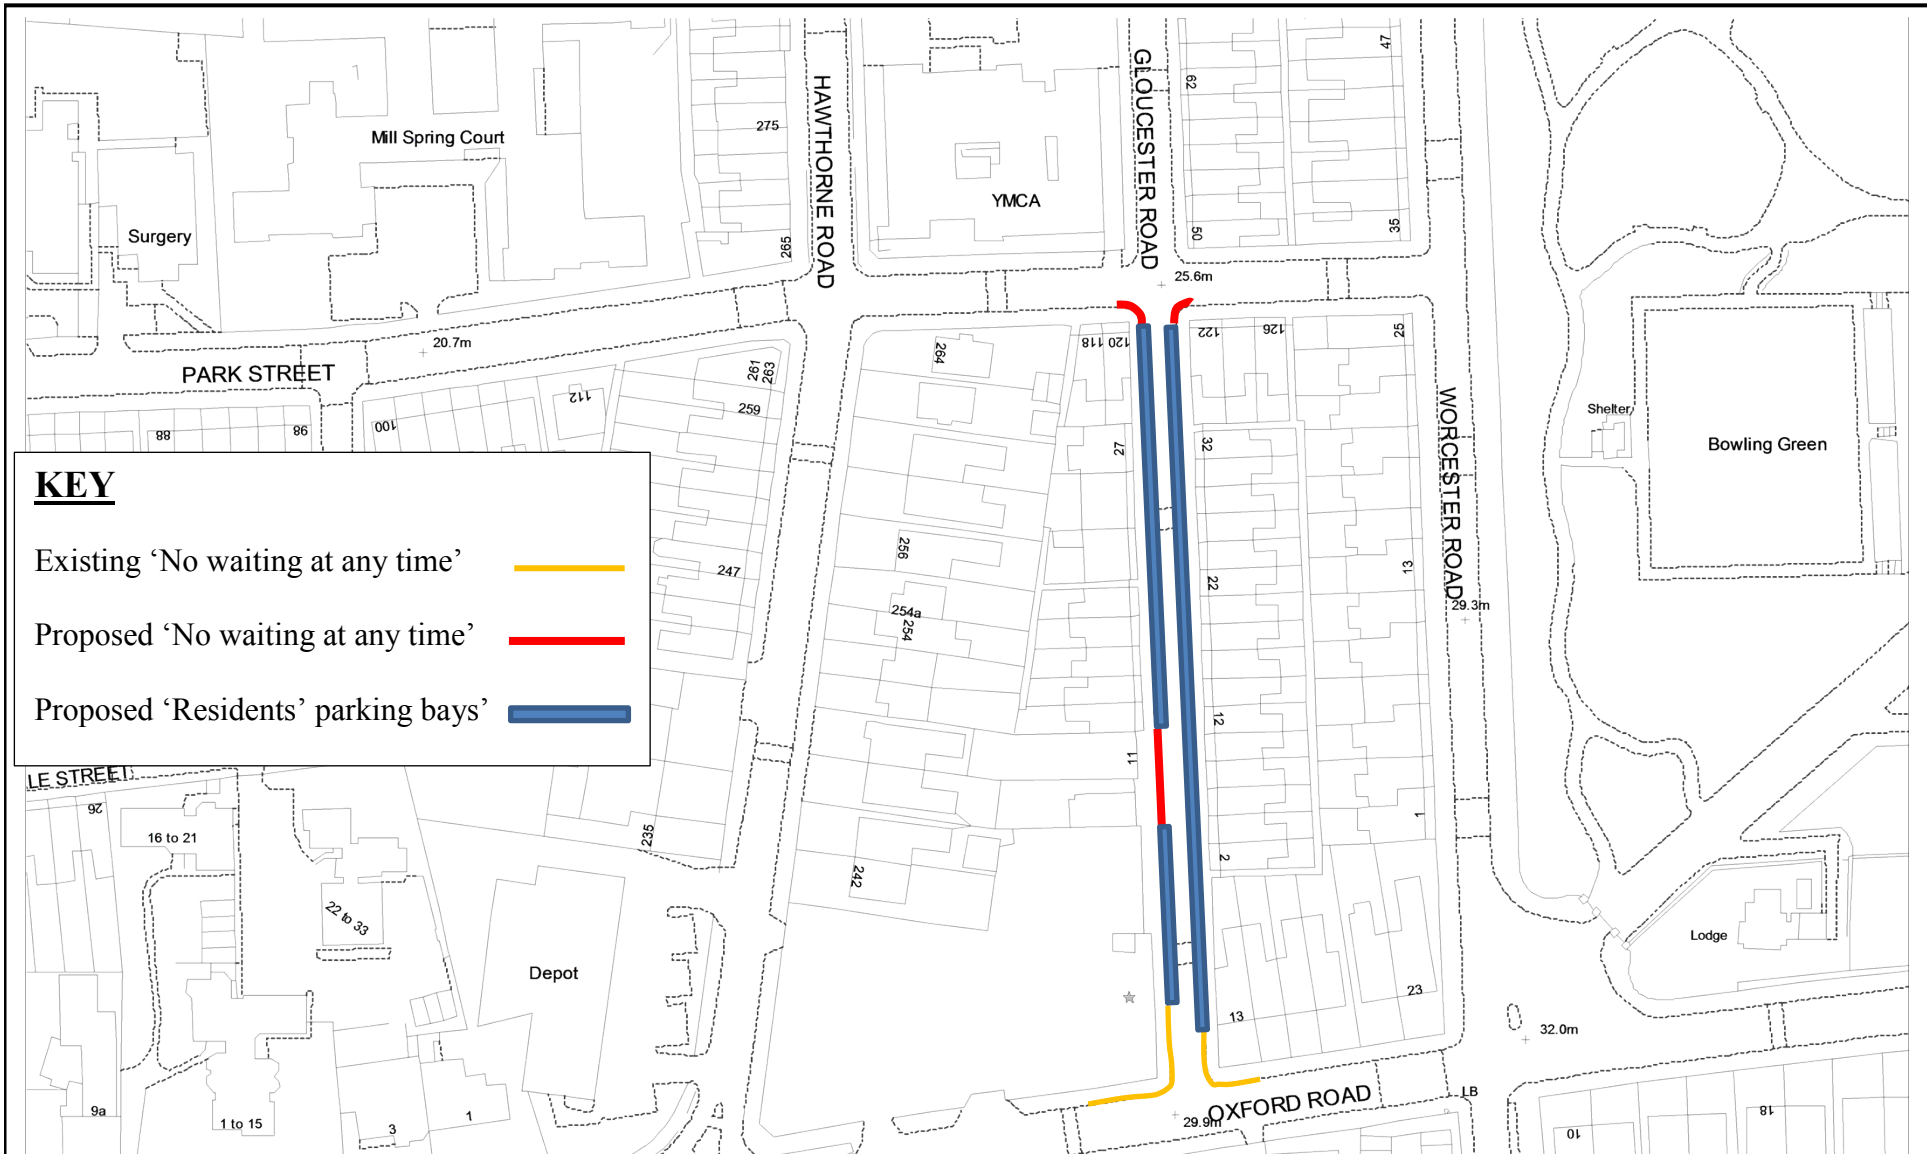 47
62
HAWTHORNE ROAD
GLOUCESTER ROAD
275
Mill Spring Court
YMCA
Surgery
265
50
35
25.6m
20.7m
PARK STREET
264
118
120
122
126
25
261
263
259
112
88
98
100
27
32
WORCESTER ROAD
Shelter
Bowling Green
KEY
Existing ‘No waiting at any time’
Proposed ‘No waiting at any time’
Proposed ‘Residents’ parking bays’
256
247
254a
254
22
13
29.3m
12
11
LE STREET
26
16 to 21
235
242
2
1
22 to 33
Depot
Lodge
23
13
32.0m
9a
1 to 15
3
1
29.9m
OXFORD ROAD
LB
10
18